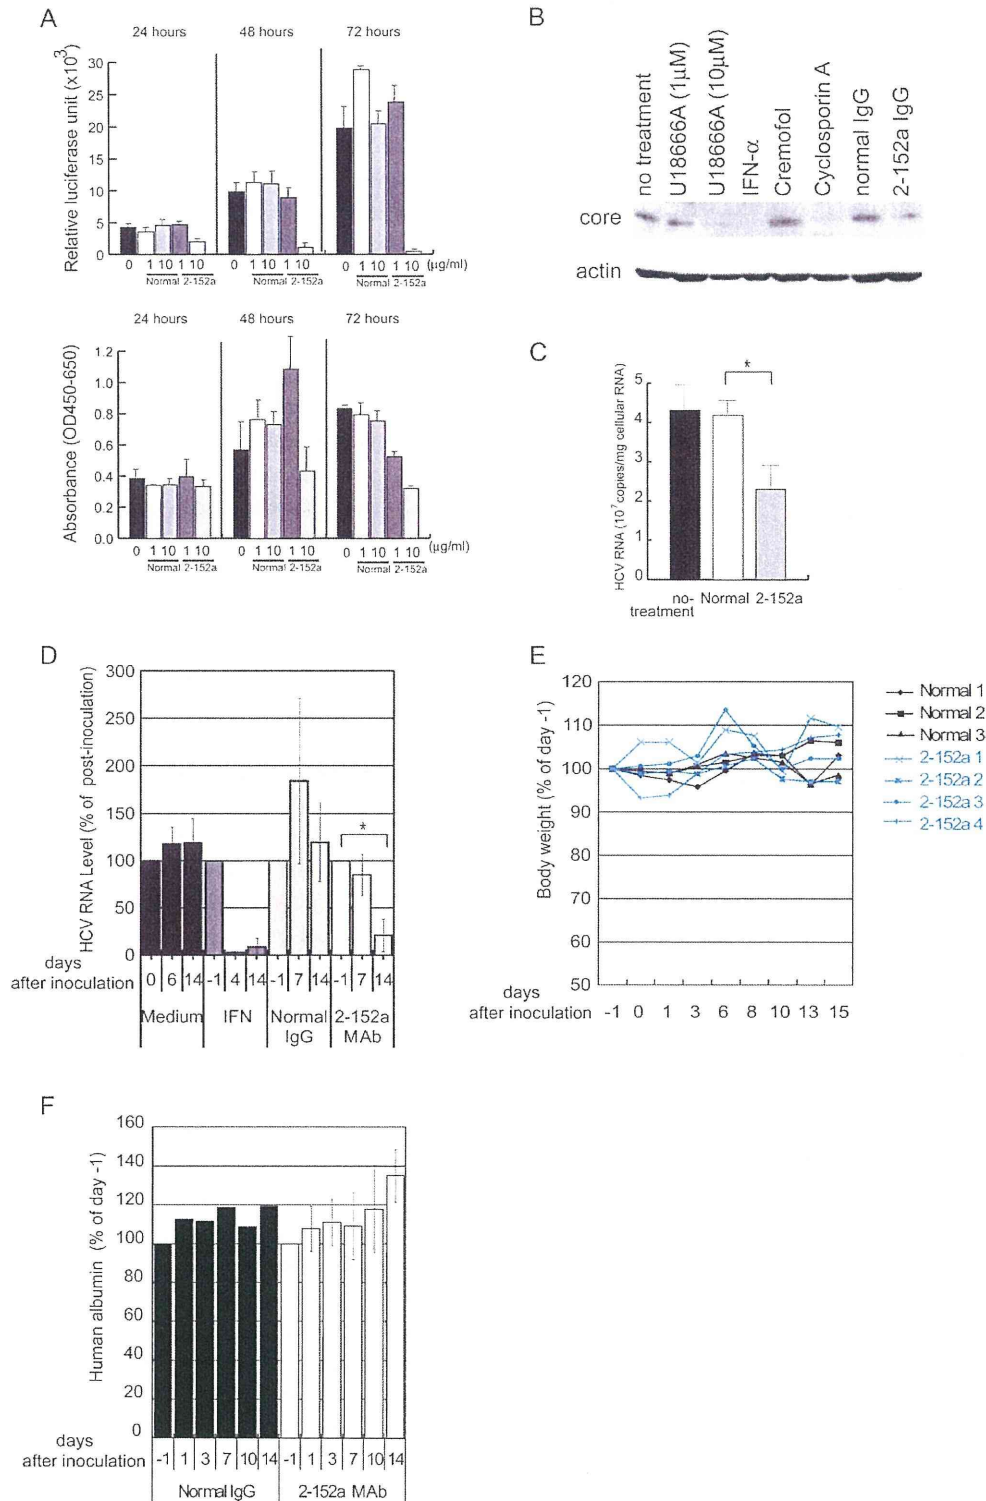 A
24 hours
48 hours
72 hours
Relative luciferase unit (x10³)
30
20
10
5
0
0 1 10 1 10
Normal 2-152a
0 1 10 1 10
Normal 2-152a
0 1 10 1 10 (μg/ml)
Normal 2-152a
24 hours
48 hours
72 hours
Absorbance (OD450-650)
1.2
1.0
0.8
0.6
0.4
0.2
0.0
0 1 10 1 10
Normal 2-152a
0 1 10 1 10
Normal 2-152a
0 1 10 1 10 (μg/ml)
Normal 2-152a
B
no treatment
U18666A (1μM)
U18666A (10μM)
IFN-α
Cremofol
Cyclosporin A
normal IgG
2-152a IgG
core
actin
C
HCV RNA (10⁷copies/mg cellular RNA)
5
4
3
2
1
0
*
no-treatment
Normal
2-152a
D
HCV RNA Level (% of post-inoculation)
300
250
200
150
100
50
0
*
days after inoculation
0 6 14 -1 4 14 -1 7 14 -1 7 14
Medium
IFN
Normal IgG
2-152a MAb
E
Body weight (% of day -1)
120
110
100
90
80
70
60
50
days after inoculation
-1 0 1 3 6 8 10 13 15
Normal 1
Normal 2
Normal 3
2-152a 1
2-152a 2
2-152a 3
2-152a 4
F
Human albumin (% of day -1)
160
140
120
100
80
60
40
20
0
days after inoculation
-1 1 3 7 10 14 -1 1 3 7 10 14
Normal IgG
2-152a MAb